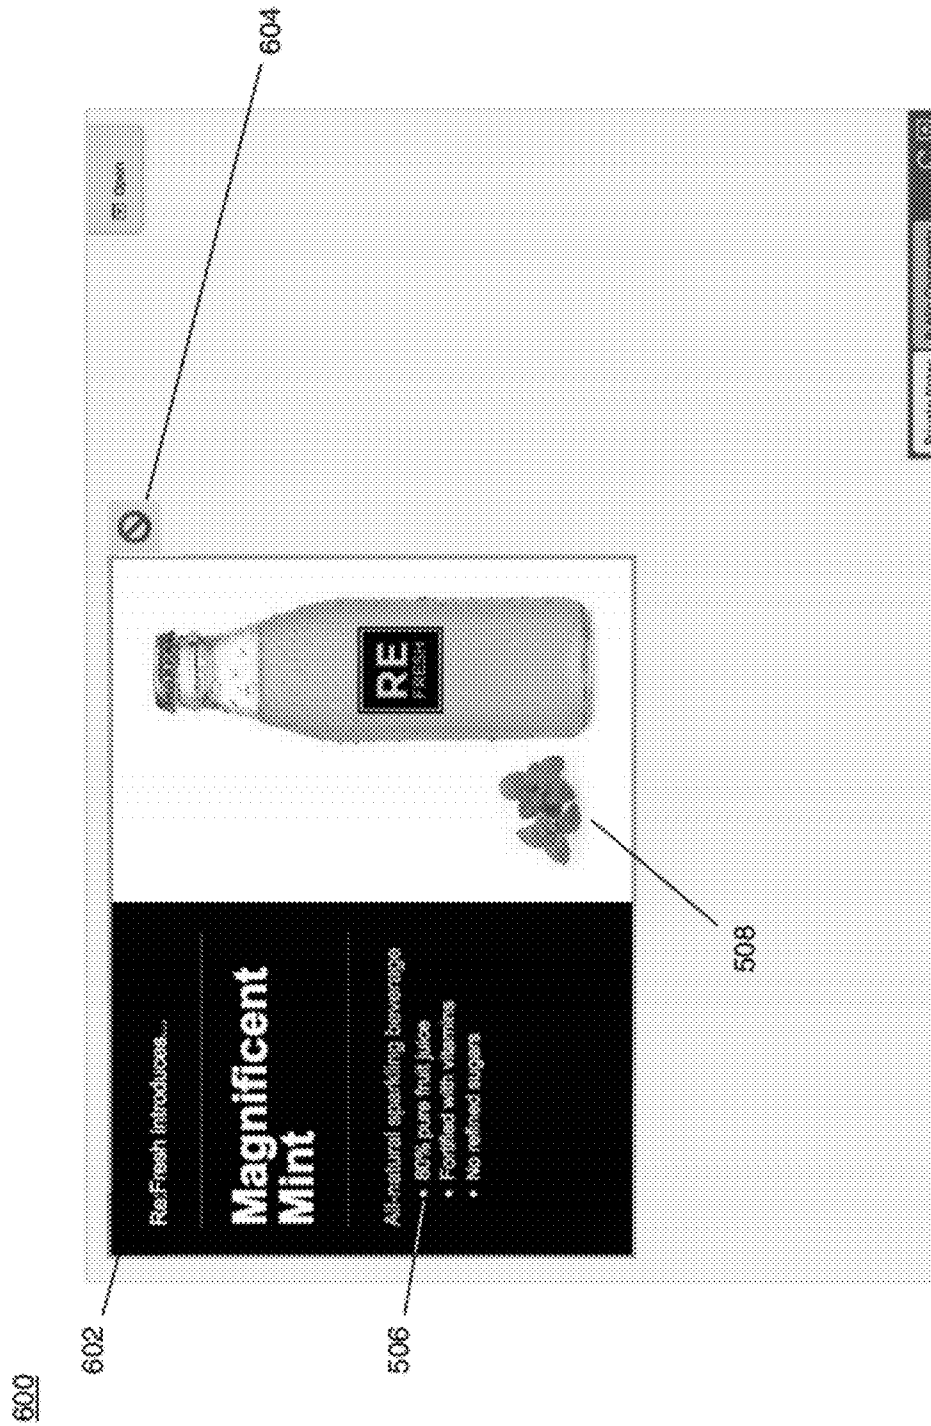 600
602
604
Re:Fresh Introduces...
Magnificent
Mint
All-natural sparkling beverage
• 80% pure fruit juice
• Fortified with vitamins
• No refined sugars
RE
FRESH
506
508